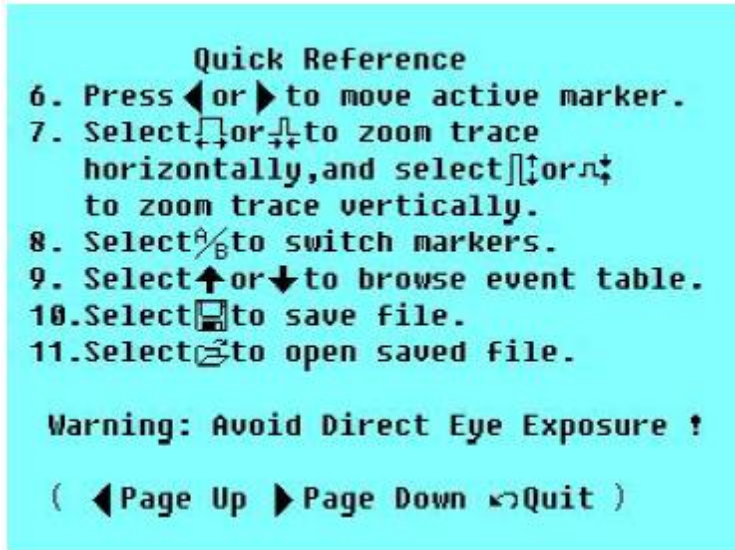 Quick Reference
6. Press ◀ or ▶ to move active marker.
7. Select or to zoom trace
horizontally,and select or
to zoom trace vertically.
8. Select A/B to switch markers.
9. Select ↑ or ↓ to browse event table.
10.Select to save file.
11.Select to open saved file.
Warning: Avoid Direct Eye Exposure !
( ◀ Page Up ▶ Page Down ↶ Quit )